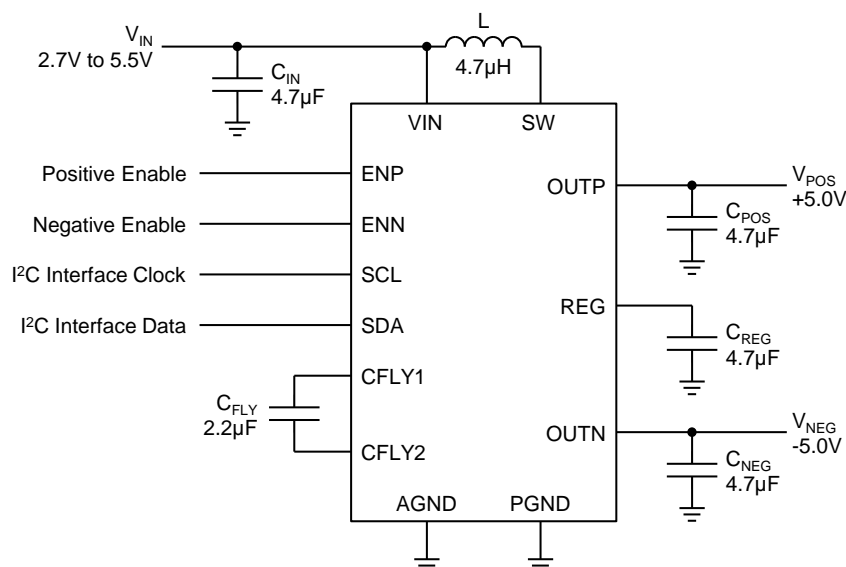 L
V_IN
2.7V to 5.5V
4.7µH
C_IN
4.7µF
VIN
SW
Positive Enable
ENP
OUTP
V_POS
+5.0V
Negative Enable
ENN
C_POS
4.7µF
I²C Interface Clock
SCL
REG
I²C Interface Data
SDA
C_REG
4.7µF
CFLY1
C_FLY
2.2µF
OUTN
V_NEG
-5.0V
CFLY2
C_NEG
4.7µF
AGND
PGND